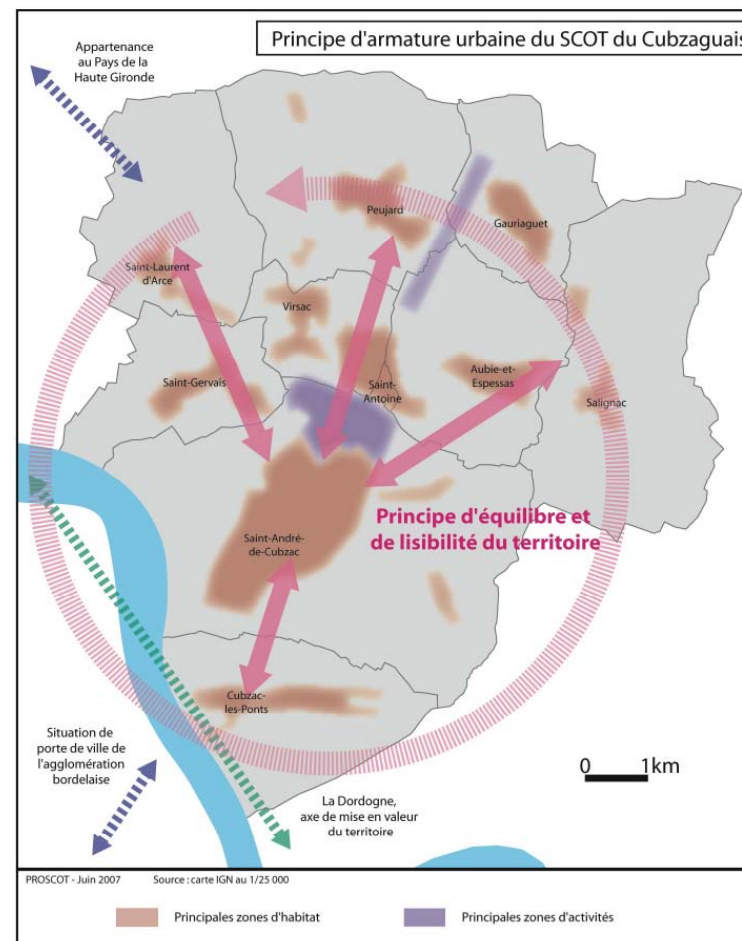 Principe d'armature urbaine du SCOT du Cubzaguais
Appartenance
au Pays de la
Haute Gironde
Peujard
Gauriaguet
Saint-Laurent
d'Arce
Virsac
Saint-Gervais
Saint-
Antoine
Aubie-et-
Espessas
Salignac
Principe d'équilibre et
de lisibilité du territoire
Saint-André-
de-Cubzac
Cubzac-
les-Ponts
Situation de
porte de ville de
l'agglomération
bordelaise
0 1km
La Dordogne,
axe de mise en valeur
du territoire
PROSCOT - Juin 2007 Source : carte IGN au 1/25 000
Principales zones d'habitat Principales zones d'activités